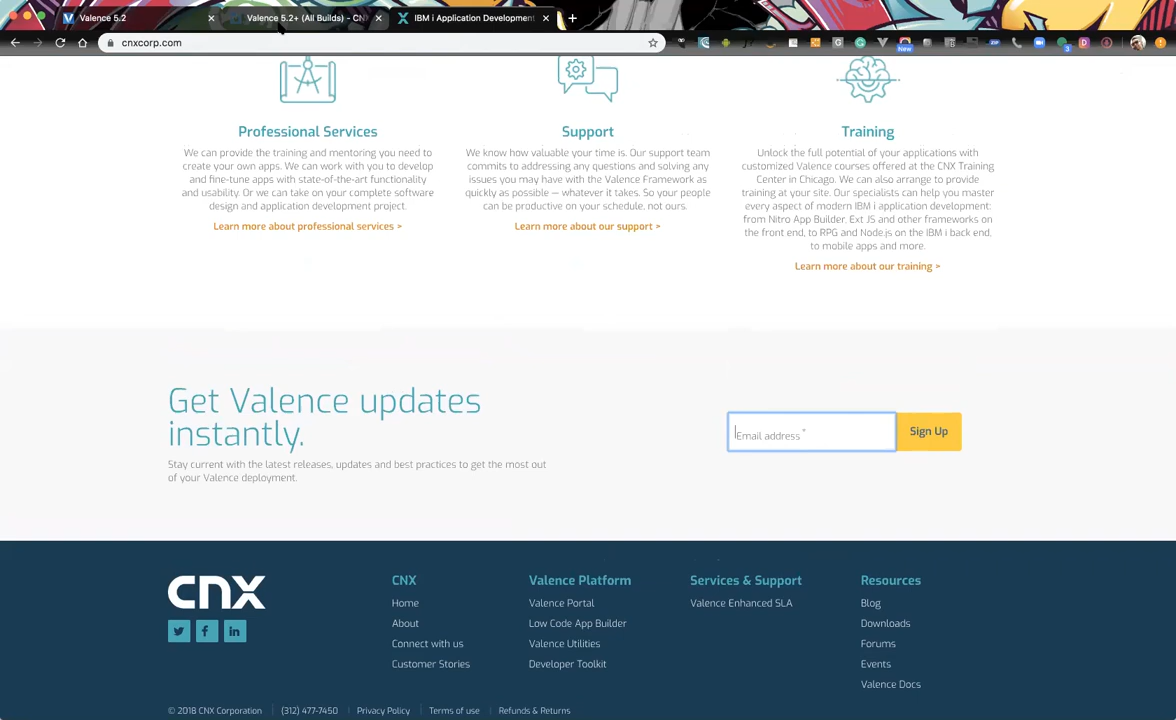 Valence 5.2
Valence 5.2+ (All Builds) - CN
IBM i Application Development
cnxcorp.com
New
3
Professional Services
We can provide the training and mentoring you need to
create your own apps. We can work with you to develop
and fine-tune apps with state-of-the-art functionality
and usability. Or we can take on your complete software
design and application development project.
Learn more about professional services >
Support
We know how valuable your time is. Our support team
commits to addressing any questions and solving any
issues you may have with the Valence Framework as
quickly as possible — whatever it takes. So your people
can be productive on your schedule, not ours.
Learn more about our support >
Training
Unlock the full potential of your applications with
customized Valence courses offered at the CNX Training
Center in Chicago. We can also arrange to provide
training at your site. Our specialists can help you master
every aspect of modern IBM i application development:
from Nitro App Builder, Ext JS and other frameworks on
the front end, to RPG and Node.js on the IBM i back end,
to mobile apps and more.
Learn more about our training >
Get Valence updates
instantly.
Stay current with the latest releases, updates and best practices to get the most out
of your Valence deployment.
Email address *
Sign Up
CNX
CNX
Home
About
Connect with us
Customer Stories
Valence Platform
Valence Portal
Low Code App Builder
Valence Utilities
Developer Toolkit
Services & Support
Valence Enhanced SLA
Resources
Blog
Downloads
Forums
Events
Valence Docs
© 2018 CNX Corporation
(312) 477-7450
Privacy Policy
Terms of use
Refunds & Returns